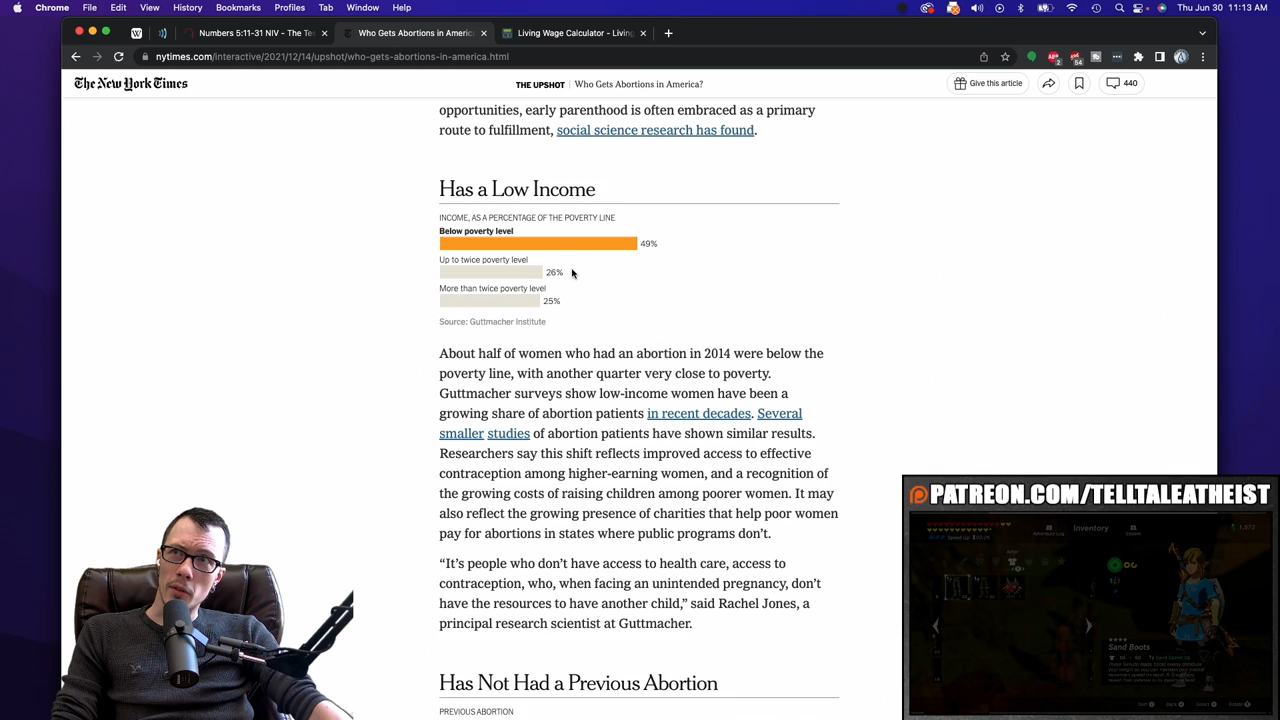 Chrome File Edit View History Bookmarks Profiles Tab Window Help
Thu Jun 30 11:13 AM
Numbers 5:11-31 NIV - The Te
Who Gets Abortions in Americ
Living Wage Calculator - Living
nytimes.com/interactive/2021/12/14/upshot/who-gets-abortions-in-america.html
The New York Times
THE UPSHOT | Who Gets Abortions in America?
Give this article
440
opportunities, early parenthood is often embraced as a primary
route to fulfillment, social science research has found.
Has a Low Income
INCOME, AS A PERCENTAGE OF THE POVERTY LINE
Below poverty level
49%
Up to twice poverty level
26%
More than twice poverty level
25%
Source: Guttmacher Institute
About half of women who had an abortion in 2014 were below the
poverty line, with another quarter very close to poverty.
Guttmacher surveys show low-income women have been a
growing share of abortion patients in recent decades. Several
smaller studies of abortion patients have shown similar results.
Researchers say this shift reflects improved access to effective
contraception among higher-earning women, and a recognition of
the growing costs of raising children among poorer women. It may
also reflect the growing presence of charities that help poor women
pay for abortions in states where public programs don't.
“It's people who don't have access to health care, access to
contraception, who, when facing an unintended pregnancy, don't
have the resources to have another child,” said Rachel Jones, a
principal research scientist at Guttmacher.
Has Not Had a Previous Abortion
PREVIOUS ABORTION
PATREON.COM/TELLTALEATHEIST
Adventure Log
Inventory
System
Sand Boots